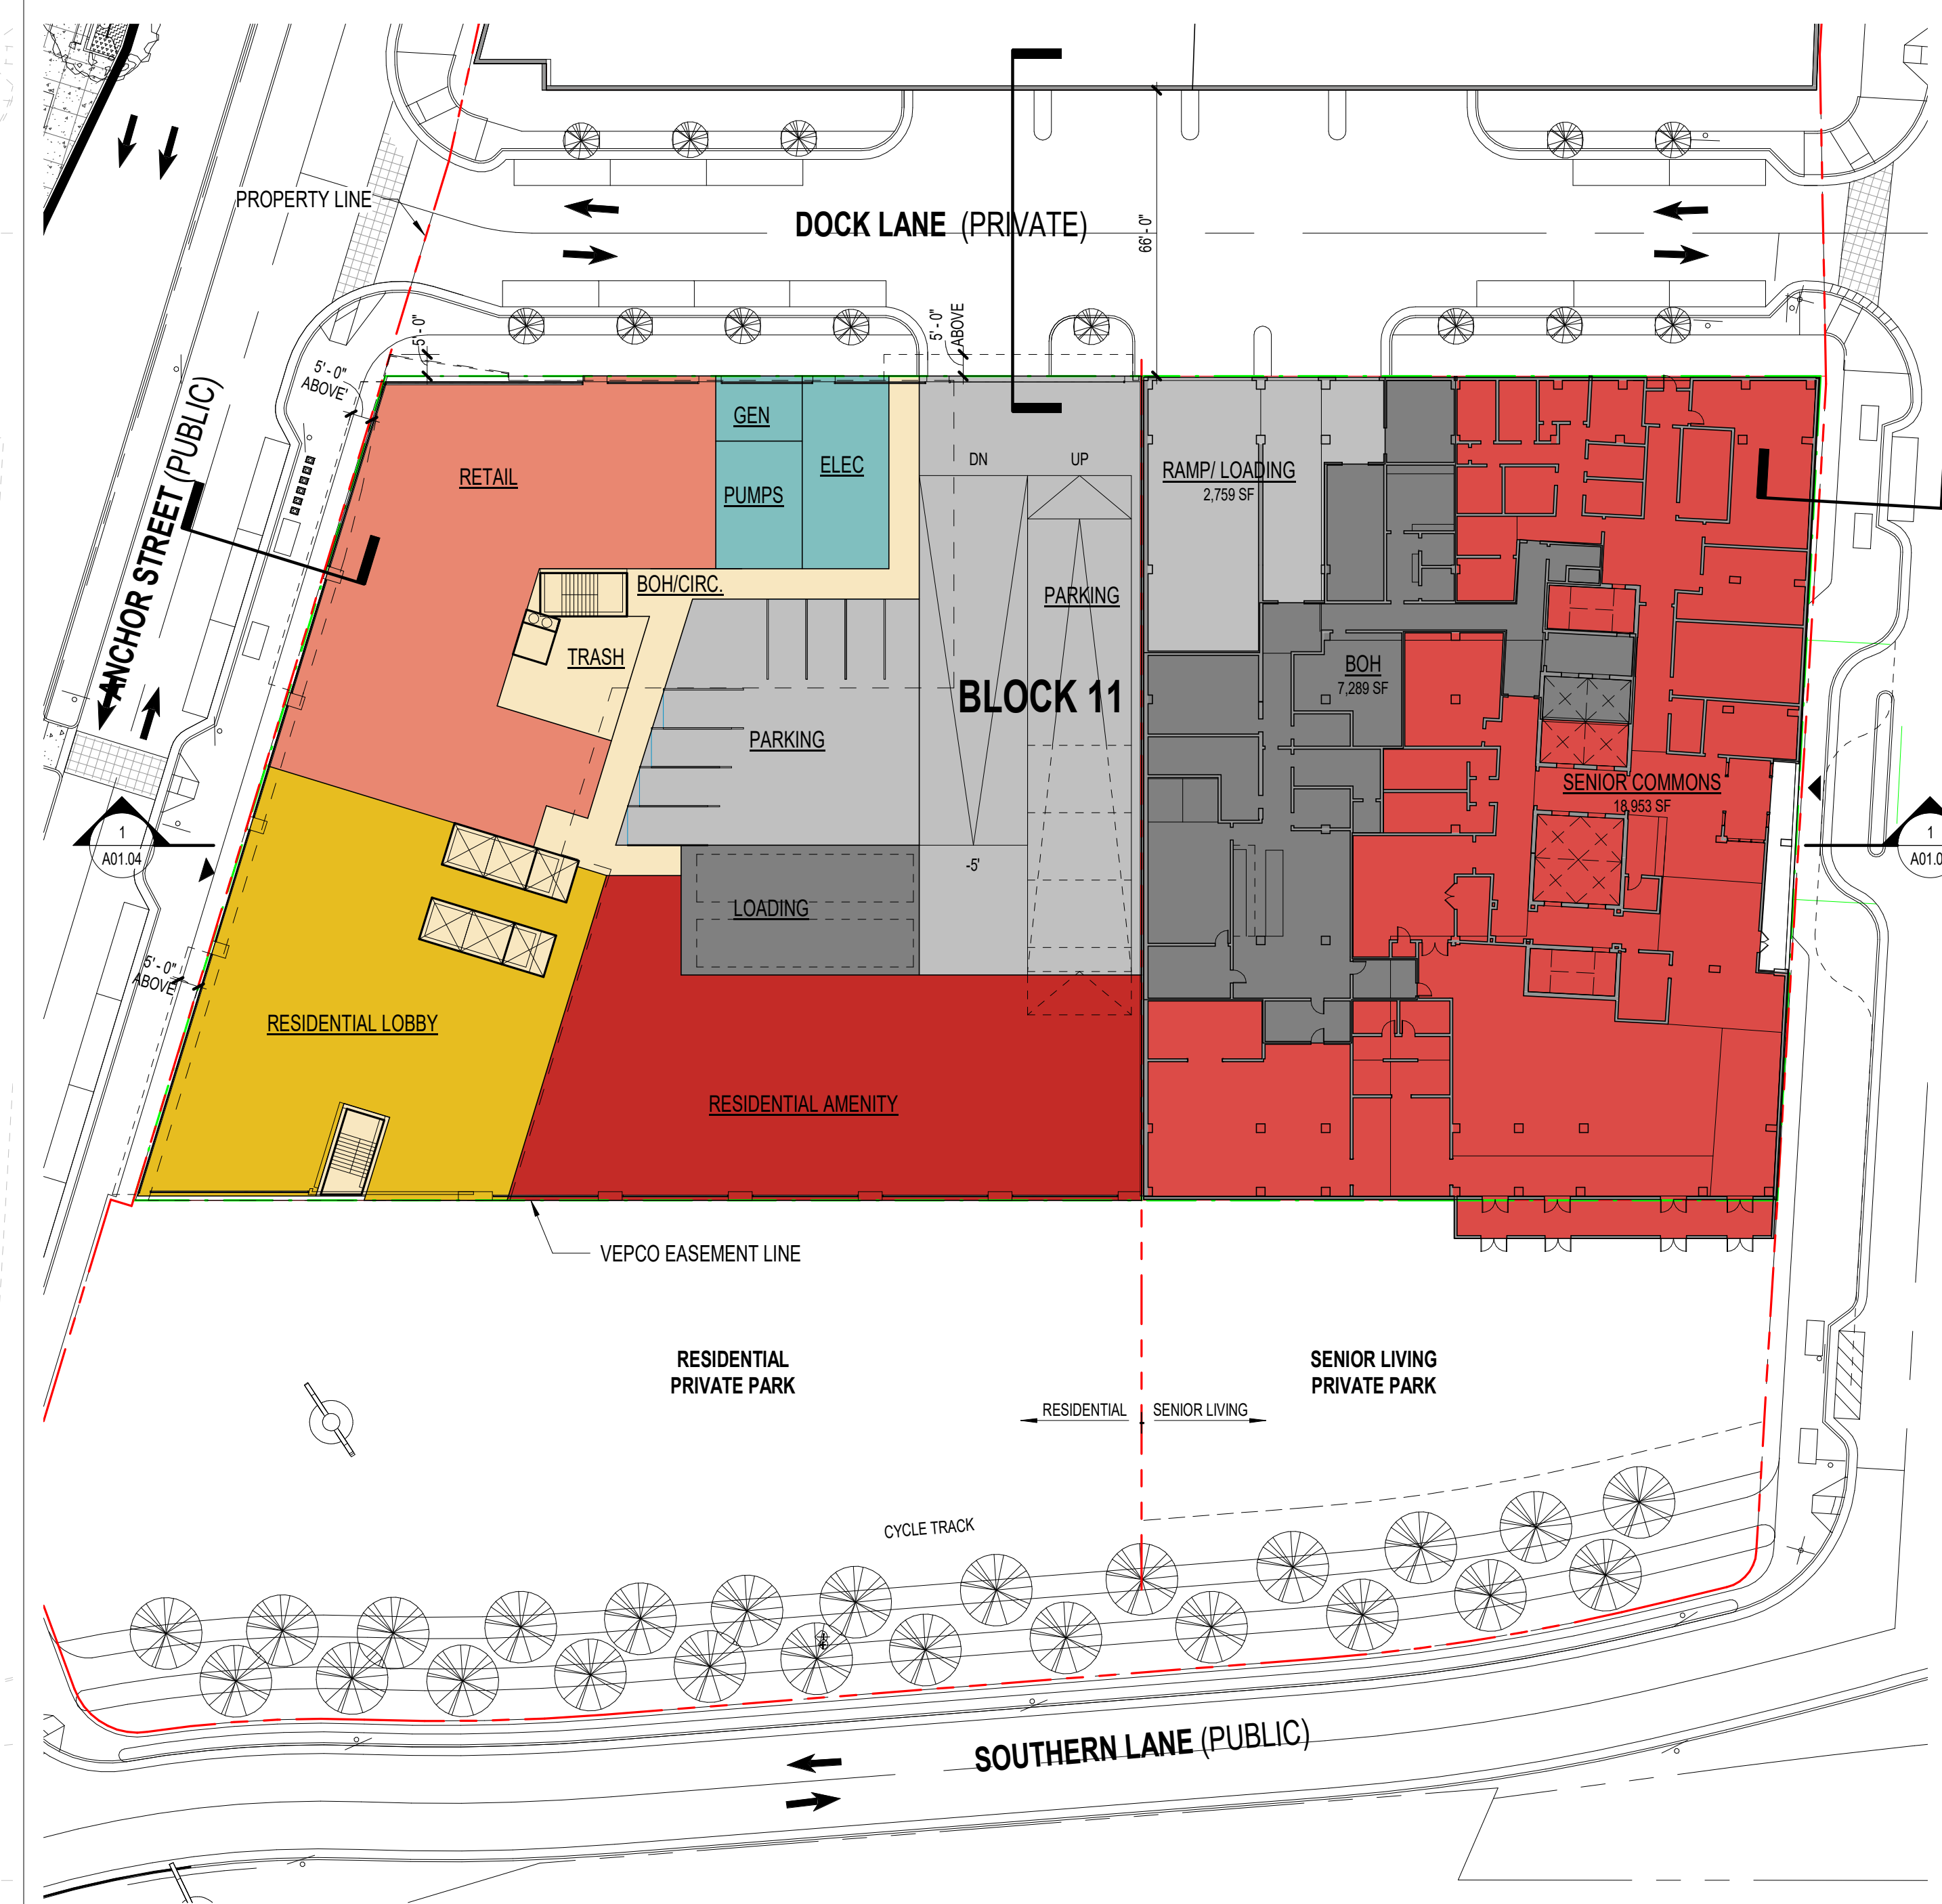 PROPERTY LINE
DOCK LANE (PRIVATE)
66'- 0"
5' - 0"
5' - 0"
ABOVE
5' - 0"
ABOVE
ANCHOR STREET (PUBLIC)
GEN
ELEC
RETAIL
PUMPS
DN
UP
RAMP/ LOADING
2,759 SF
BOH/CIRC.
PARKING
TRASH
BLOCK 11
BOH
7,289 SF
PARKING
SENIOR COMMONS
18,953 SF
1
A01.04
1
A01.0
-5'
LOADING
5' - 0"
ABOVE
RESIDENTIAL LOBBY
RESIDENTIAL AMENITY
VEPCO EASEMENT LINE
RESIDENTIAL
PRIVATE PARK
SENIOR LIVING
PRIVATE PARK
RESIDENTIAL
SENIOR LIVING
CYCLE TRACK
SOUTHERN LANE (PUBLIC)